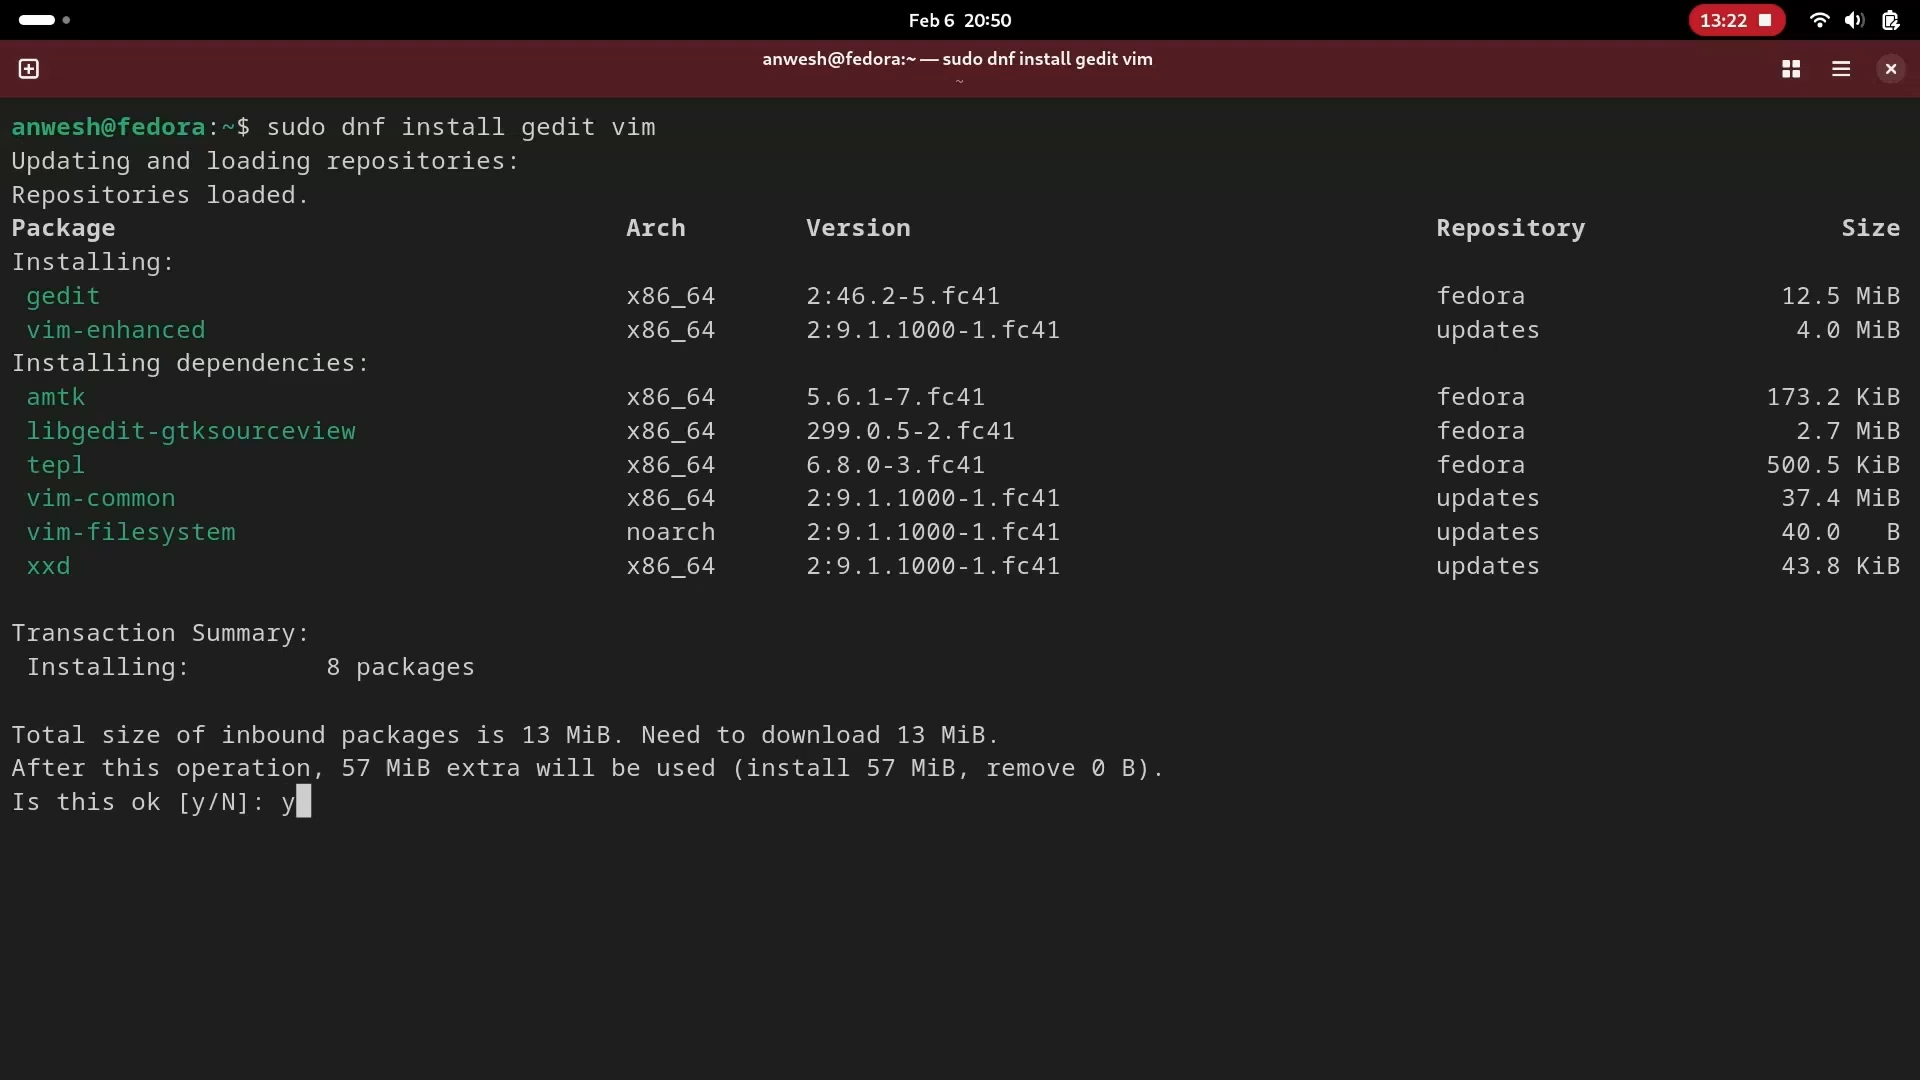 Feb 6 20:50
13:22
anwesh@fedora:~ — sudo dnf install gedit vim
~
anwesh@fedora:~$ sudo dnf install gedit vim
Updating and loading repositories:
Repositories loaded.
Package Arch Version Repository Size
Installing:
gedit x86_64 2:46.2-5.fc41 fedora 12.5 MiB
vim-enhanced x86_64 2:9.1.1000-1.fc41 updates 4.0 MiB
Installing dependencies:
amtk x86_64 5.6.1-7.fc41 fedora 173.2 KiB
libgedit-gtksourceview x86_64 299.0.5-2.fc41 fedora 2.7 MiB
tepl x86_64 6.8.0-3.fc41 fedora 500.5 KiB
vim-common x86_64 2:9.1.1000-1.fc41 updates 37.4 MiB
vim-filesystem noarch 2:9.1.1000-1.fc41 updates 40.0 B
xxd x86_64 2:9.1.1000-1.fc41 updates 43.8 KiB
Transaction Summary:
Installing: 8 packages
Total size of inbound packages is 13 MiB. Need to download 13 MiB.
After this operation, 57 MiB extra will be used (install 57 MiB, remove 0 B).
Is this ok [y/N]: y